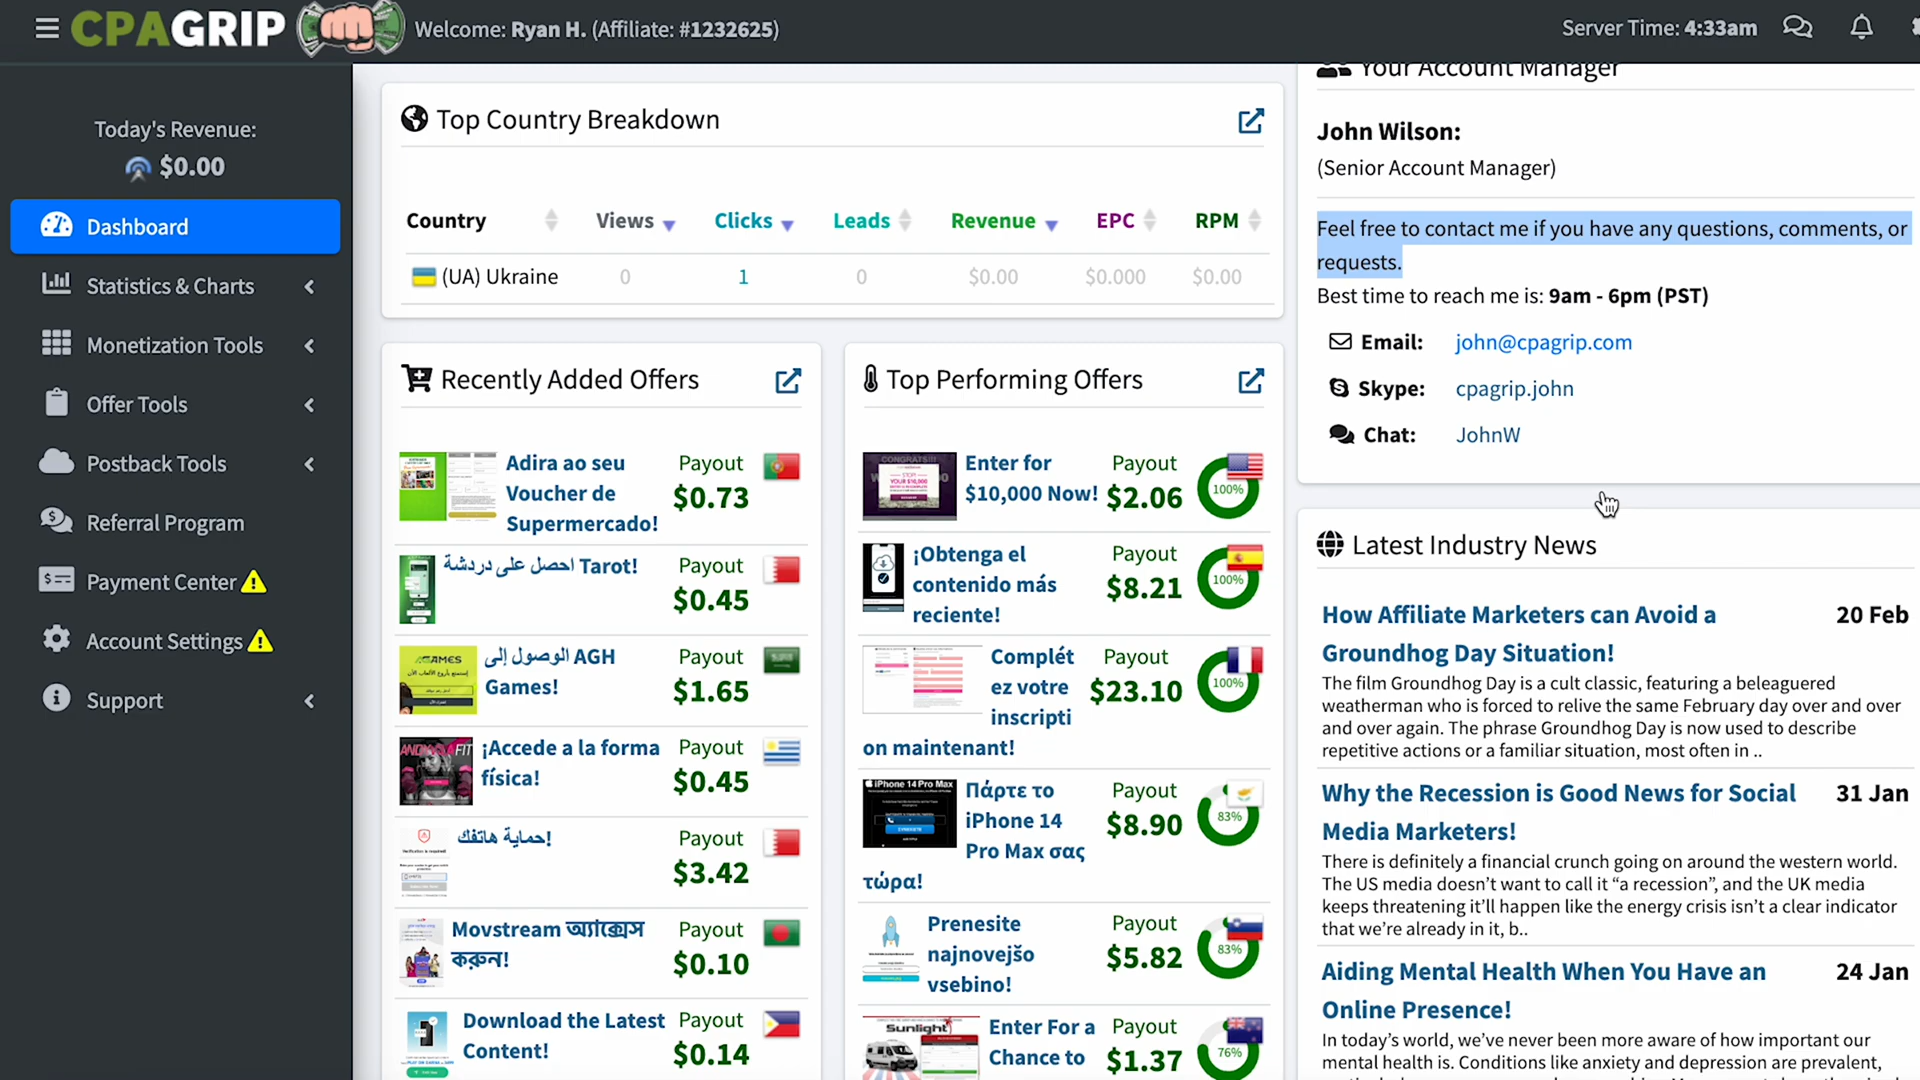 CPAGRIP
Welcome: Ryan H. (Affiliate: #1232625)
Server Time: 4:33am
Today's Revenue:
$0.00
Dashboard
Statistics & Charts
Monetization Tools
Offer Tools
Postback Tools
Referral Program
Payment Center
Account Settings
Support
Top Country Breakdown
Country Views Clicks Leads Revenue EPC RPM
(UA) Ukraine 0 1 0 $0.00 $0.000 $0.00
Recently Added Offers
Adira ao seu
Voucher de
Supermercado!
Payout
$0.73
احصل على دردشة Tarot!
Payout
$0.45
الوصول إلى AGH
Games!
Payout
$1.65
¡Accede a la forma
física!
Payout
$0.45
حماية هاتفك!
Payout
$3.42
Movstream অ্যাক্সেস
করুন!
Payout
$0.10
Download the Latest
Content!
Payout
$0.14
Top Performing Offers
Enter for
$10,000 Now!
Payout
$2.06
100%
¡Obtenga el
contenido más
reciente!
Payout
$8.21
100%
Complét
ez votre
inscripti
on maintenant!
Payout
$23.10
100%
iPhone 14 Pro Max
Πάρτε το
iPhone 14
Pro Max σας
τώρα!
Payout
$8.90
83%
Prenesite
najnovejšo
vsebino!
Payout
$5.82
83%
Sunlight
Enter For a
Chance to
Payout
$1.37
76%
Your Account Manager
John Wilson:
(Senior Account Manager)
Feel free to contact me if you have any questions, comments, or
requests.
Best time to reach me is: 9am - 6pm (PST)
Email: john@cpagrip.com
Skype: cpagrip.john
Chat: JohnW
Latest Industry News
How Affiliate Marketers can Avoid a
Groundhog Day Situation!
20 Feb
The film Groundhog Day is a cult classic, featuring a beleaguered
weatherman who is forced to relive the same February day over and over
and over again. The phrase Groundhog Day is now used to describe
repetitive actions or a familiar situation, most often in ..
Why the Recession is Good News for Social
Media Marketers!
31 Jan
There is definitely a financial crunch going on around the western world.
The US media doesn't want to call it “a recession”, and the UK media
keeps threatening it'll happen like the energy crisis isn't a clear indicator
that we're already in it, b..
Aiding Mental Health When You Have an
Online Presence!
24 Jan
In today's world, we've never been more aware of how important our
mental health is. Conditions like anxiety and depression are prevalent,